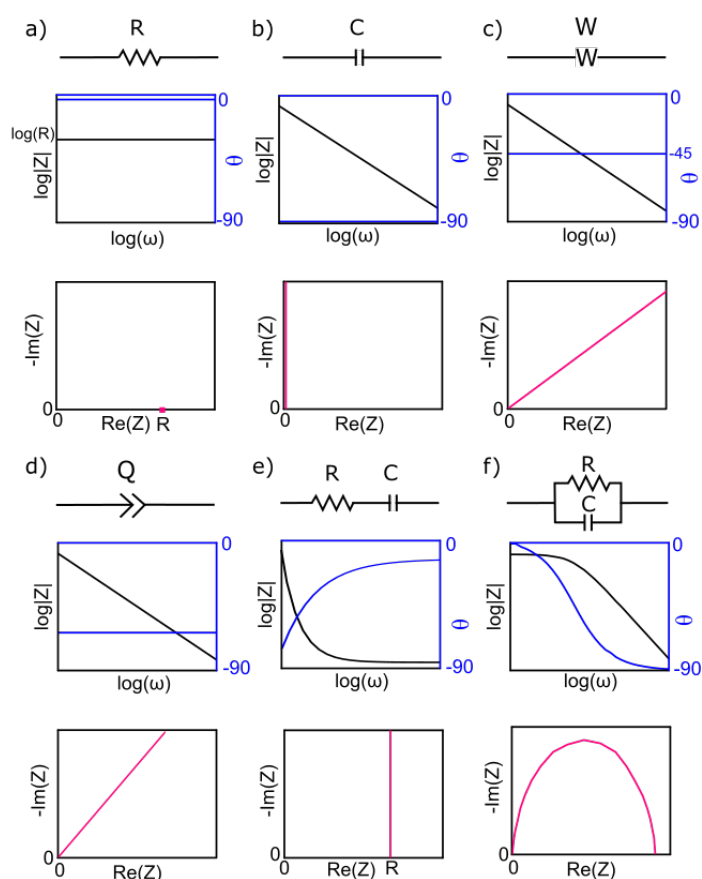 a)
R
b)
C
c)
W
W
log(R)
log|Z|
0
θ
-90
log(ω)
log|Z|
0
θ
-90
log(ω)
log|Z|
0
-45
θ
-90
log(ω)
-Im(Z)
0
0
Re(Z) R
-Im(Z)
0
0
Re(Z)
-Im(Z)
0
0
Re(Z)
d)
Q
e)
R C
f)
R
C
log|Z|
0
θ
-90
log(ω)
log|Z|
0
θ
-90
log(ω)
log|Z|
0
θ
-90
log(ω)
-Im(Z)
0
0
Re(Z)
-Im(Z)
0
0
Re(Z) R
-Im(Z)
0
0
Re(Z)